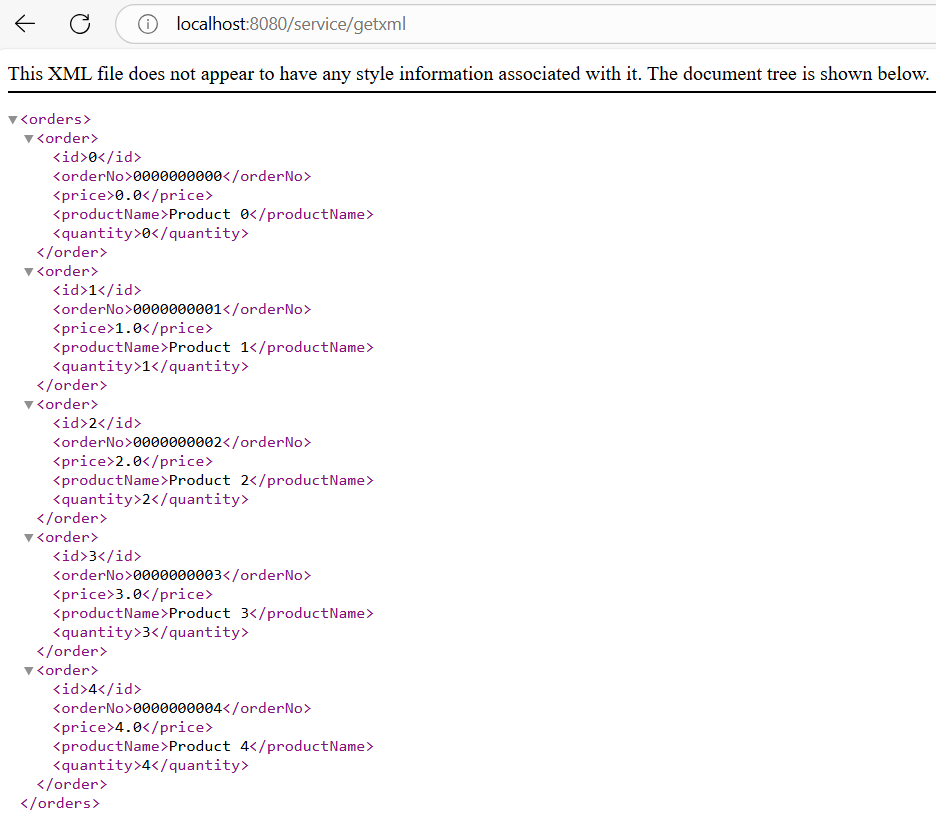 localhost:8080/service/getxml
This XML file does not appear to have any style information associated with it. The document tree is shown below.
<orders>
<order>
<id>0</id>
<orderNo>0000000000</orderNo>
<price>0.0</price>
<productName>Product 0</productName>
<quantity>0</quantity>
</order>
<order>
<id>1</id>
<orderNo>0000000001</orderNo>
<price>1.0</price>
<productName>Product 1</productName>
<quantity>1</quantity>
</order>
<order>
<id>2</id>
<orderNo>0000000002</orderNo>
<price>2.0</price>
<productName>Product 2</productName>
<quantity>2</quantity>
</order>
<order>
<id>3</id>
<orderNo>0000000003</orderNo>
<price>3.0</price>
<productName>Product 3</productName>
<quantity>3</quantity>
</order>
<order>
<id>4</id>
<orderNo>0000000004</orderNo>
<price>4.0</price>
<productName>Product 4</productName>
<quantity>4</quantity>
</order>
</orders>